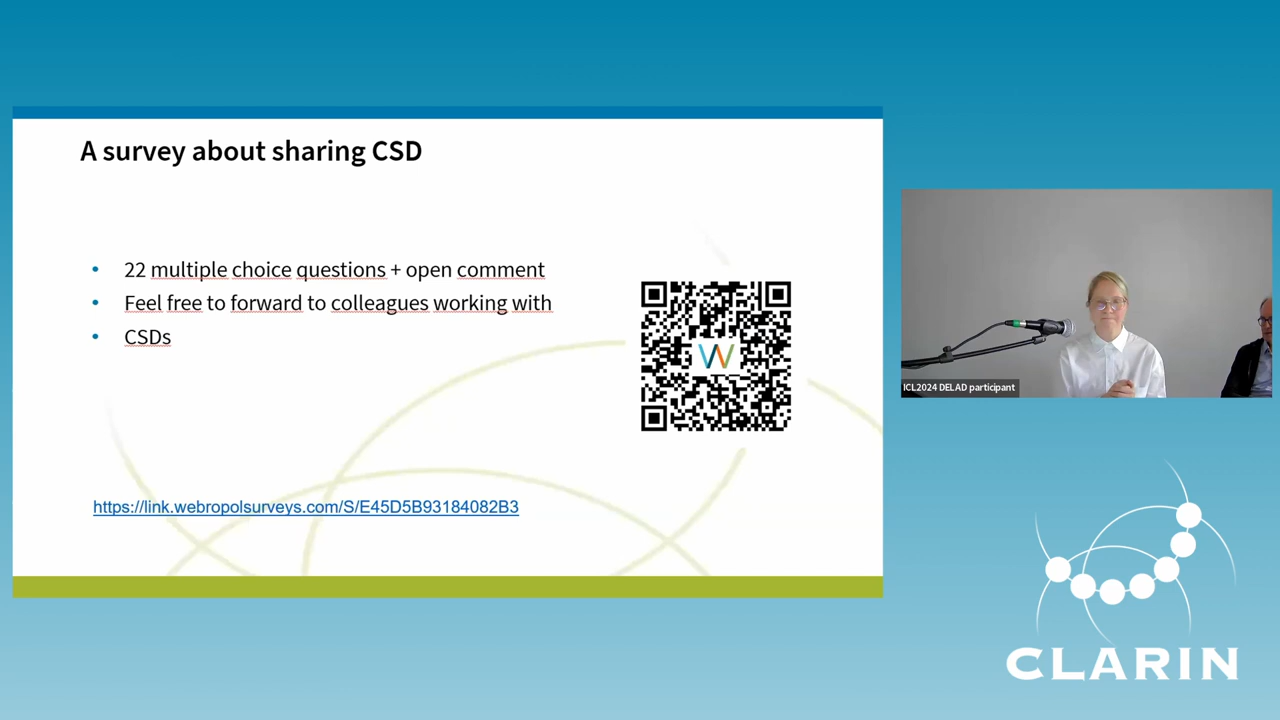 A survey about sharing CSD
22 multiple choice questions + open comment
Feel free to forward to colleagues working with
CSDs
W
https://link.webropolsurveys.com/S/E45D5B93184082B3
ICL2024 DELAD participant
CLARIN